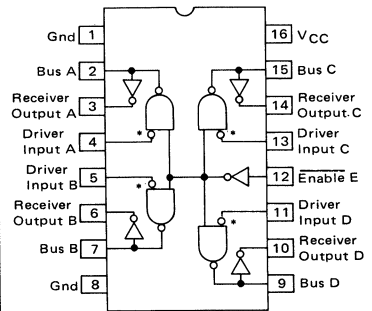 Gnd 1
Bus A 2
Receiver
Output A 3
Driver
Input A 4
*
Driver
Input B 5
*
Receiver
Output B 6
Bus B 7
Gnd 8
16 VCC
15 Bus C
14 Receiver
Output.C
*
13 Driver
Input C
12 Enable E
11 Driver
Input D
*
10 Receiver
Output D
9 Bus D